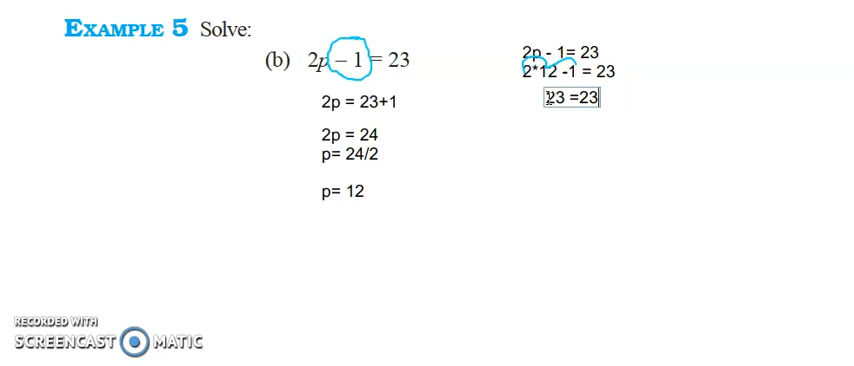 EXAMPLE 5 Solve:
(b) 2p – 1 = 23
2p = 23+1
2p = 24
p= 24/2
p= 12
2p - 1= 23
2*12 -1 = 23
23 =23
RECORDED WITH
SCREENCAST MATIC